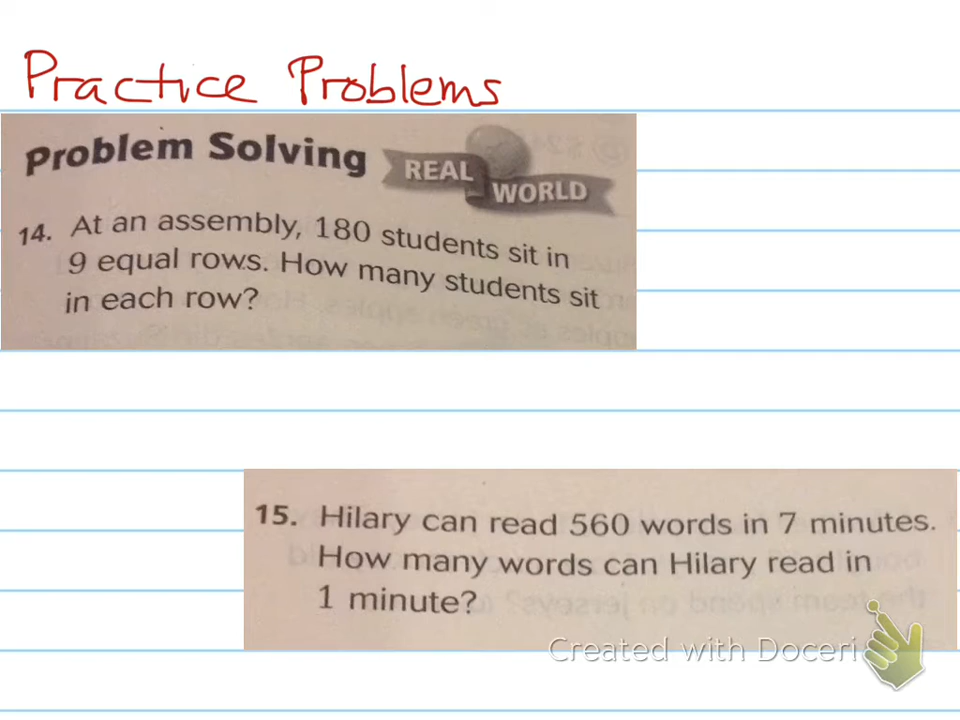 Practice Problems
Problem Solving
REAL
WORLD
14. At an assembly, 180 students sit in
9 equal rows. How many students sit
in each row?
15. Hilary can read 560 words in 7 minutes.
How many words can Hilary read in
1 minute?
Created with Doceri